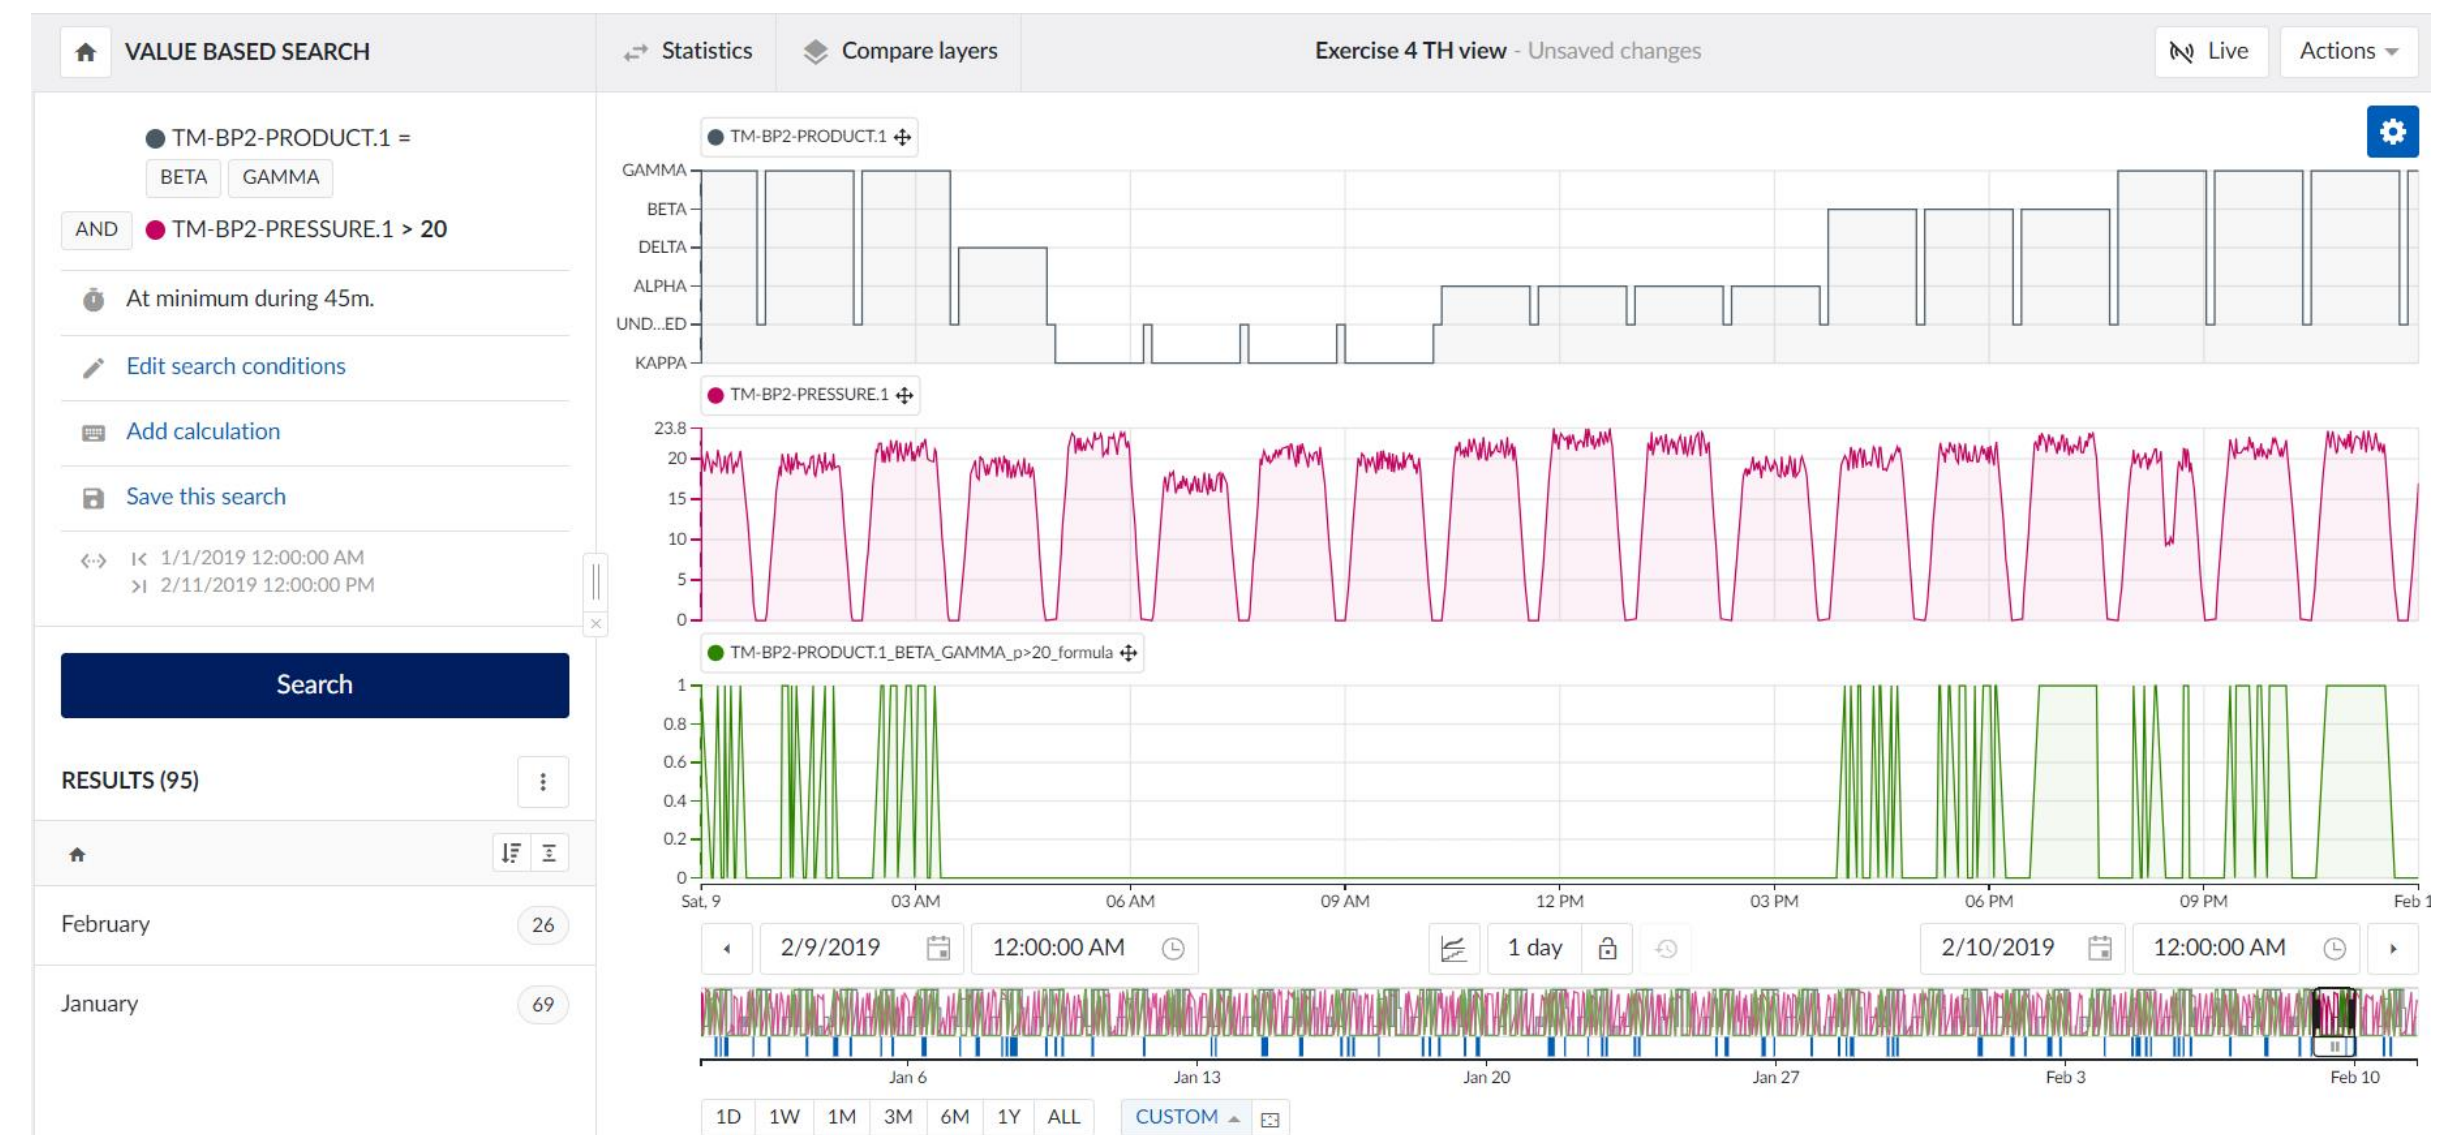 VALUE BASED SEARCH
Statistics
Compare layers
Exercise 4 TH view - Unsaved changes
Live
Actions
TM-BP2-PRODUCT.1 =
BETA GAMMA
AND TM-BP2-PRESSURE.1 > 20
At minimum during 45m.
Edit search conditions
Add calculation
Save this search
1/1/2019 12:00:00 AM
2/11/2019 12:00:00 PM
Search
RESULTS (95)
February 26
January 69
TM-BP2-PRODUCT.1
GAMMA
BETA
DELTA
ALPHA
UND...ED
KAPPA
TM-BP2-PRESSURE.1
23.8
20
15
10
5
0
TM-BP2-PRODUCT.1_BETA_GAMMA_p>20_formula
1
0.8
0.6
0.4
0.2
0
Sat, 9 03 AM 06 AM 09 AM 12 PM 03 PM 06 PM 09 PM Feb 1
2/9/2019 12:00:00 AM 1 day 2/10/2019 12:00:00 AM
Jan 6 Jan 13 Jan 20 Jan 27 Feb 3 Feb 10
1D 1W 1M 3M 6M 1Y ALL CUSTOM